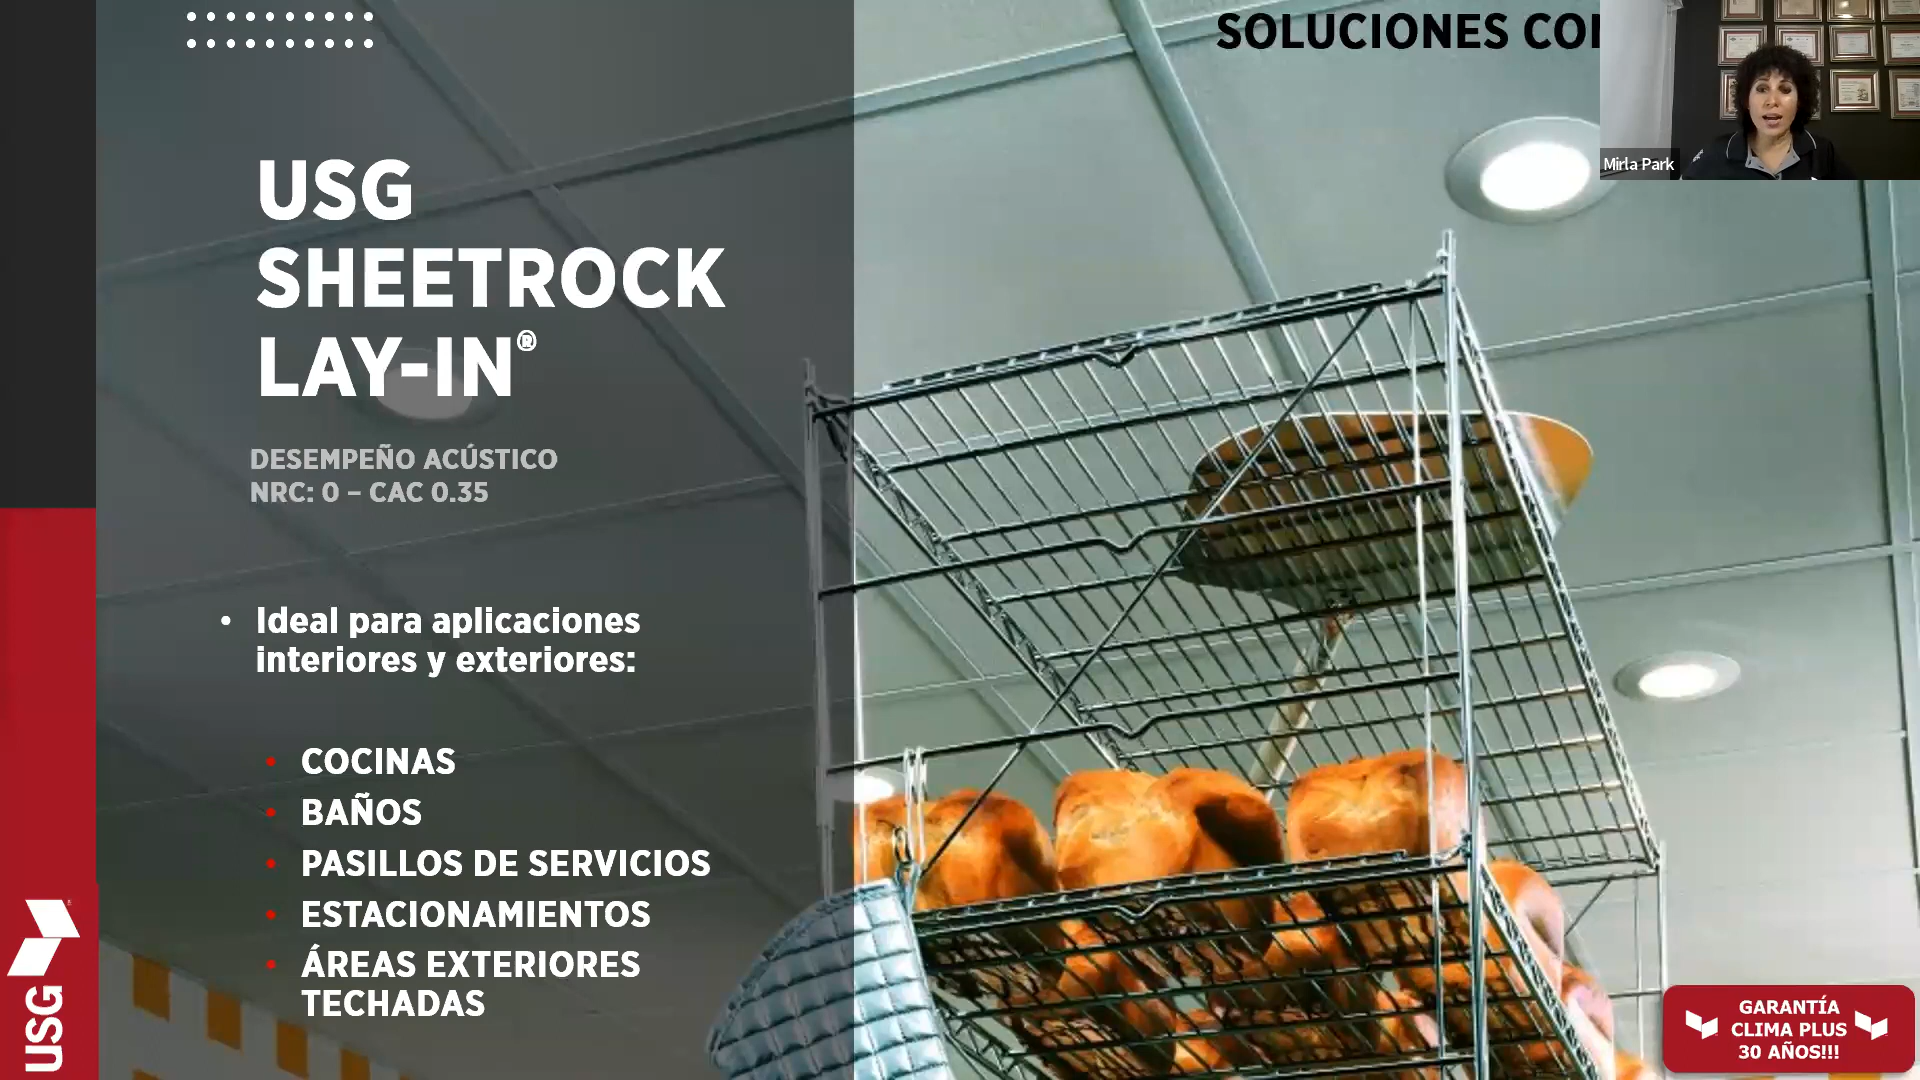 SOLUCIONES CO
Mirla Park
USG
SHEETROCK
LAY-IN®
DESEMPEÑO ACÚSTICO
NRC: 0 – CAC 0.35
• Ideal para aplicaciones
interiores y exteriores:
• COCINAS
• BAÑOS
• PASILLOS DE SERVICIOS
• ESTACIONAMIENTOS
• ÁREAS EXTERIORES
TECHADAS
USG
GARANTÍA
CLIMA PLUS
30 AÑOS!!!